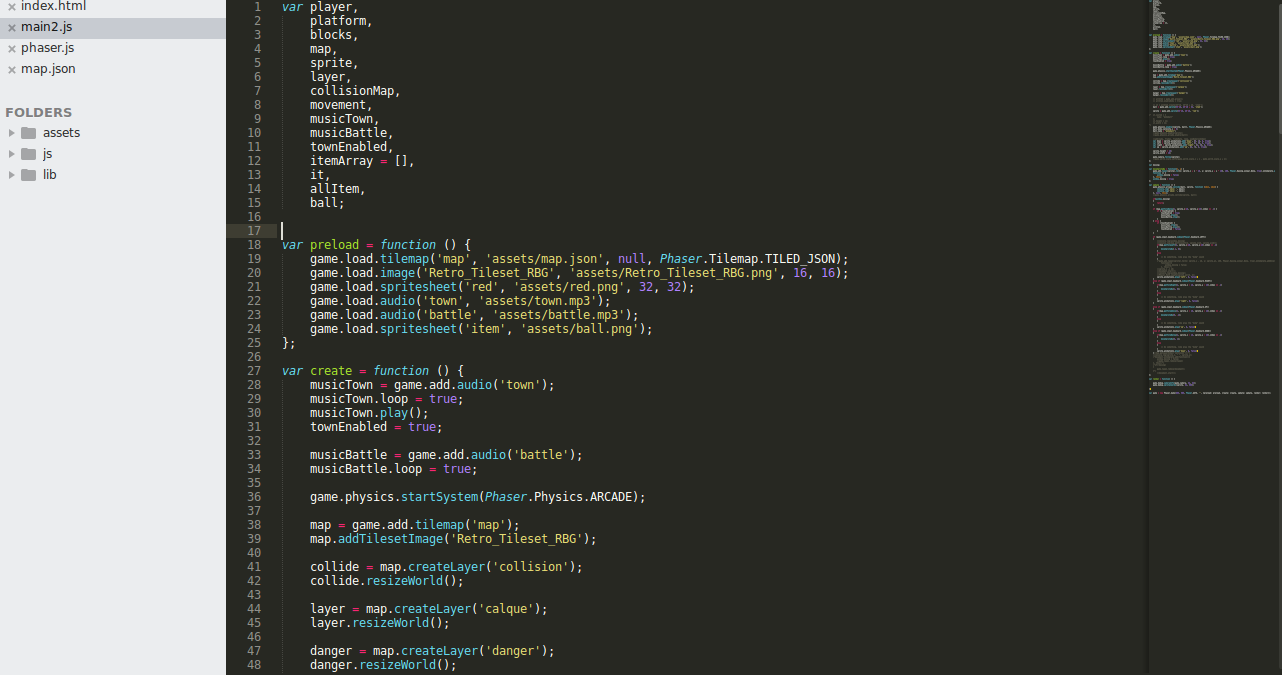 index.html
main2.js
phaser.js
map.json
FOLDERS
assets
js
lib
1 var player,
2     platform,
3     blocks,
4     map,
5     sprite,
6     layer,
7     collisionMap,
8     movement,
9     musicTown,
10     musicBattle,
11     townEnabled,
12     itemArray = [],
13     it,
14     allItem,
15     ball;
16
17
18 var preload = function () {
19     game.load.tilemap('map', 'assets/map.json', null, Phaser.Tilemap.TILED_JSON);
20     game.load.image('Retro_Tileset_RBG', 'assets/Retro_Tileset_RBG.png', 16, 16);
21     game.load.spritesheet('red', 'assets/red.png', 32, 32);
22     game.load.audio('town', 'assets/town.mp3');
23     game.load.audio('battle', 'assets/battle.mp3');
24     game.load.spritesheet('item', 'assets/ball.png');
25 };
26
27 var create = function () {
28     musicTown = game.add.audio('town');
29     musicTown.loop = true;
30     musicTown.play();
31     townEnabled = true;
32
33     musicBattle = game.add.audio('battle');
34     musicBattle.loop = true;
35
36     game.physics.startSystem(Phaser.Physics.ARCADE);
37
38     map = game.add.tilemap('map');
39     map.addTilesetImage('Retro_Tileset_RBG');
40
41     collide = map.createLayer('collision');
42     collide.resizeWorld();
43
44     layer = map.createLayer('calque');
45     layer.resizeWorld();
46
47     danger = map.createLayer('danger');
48     danger.resizeWorld();